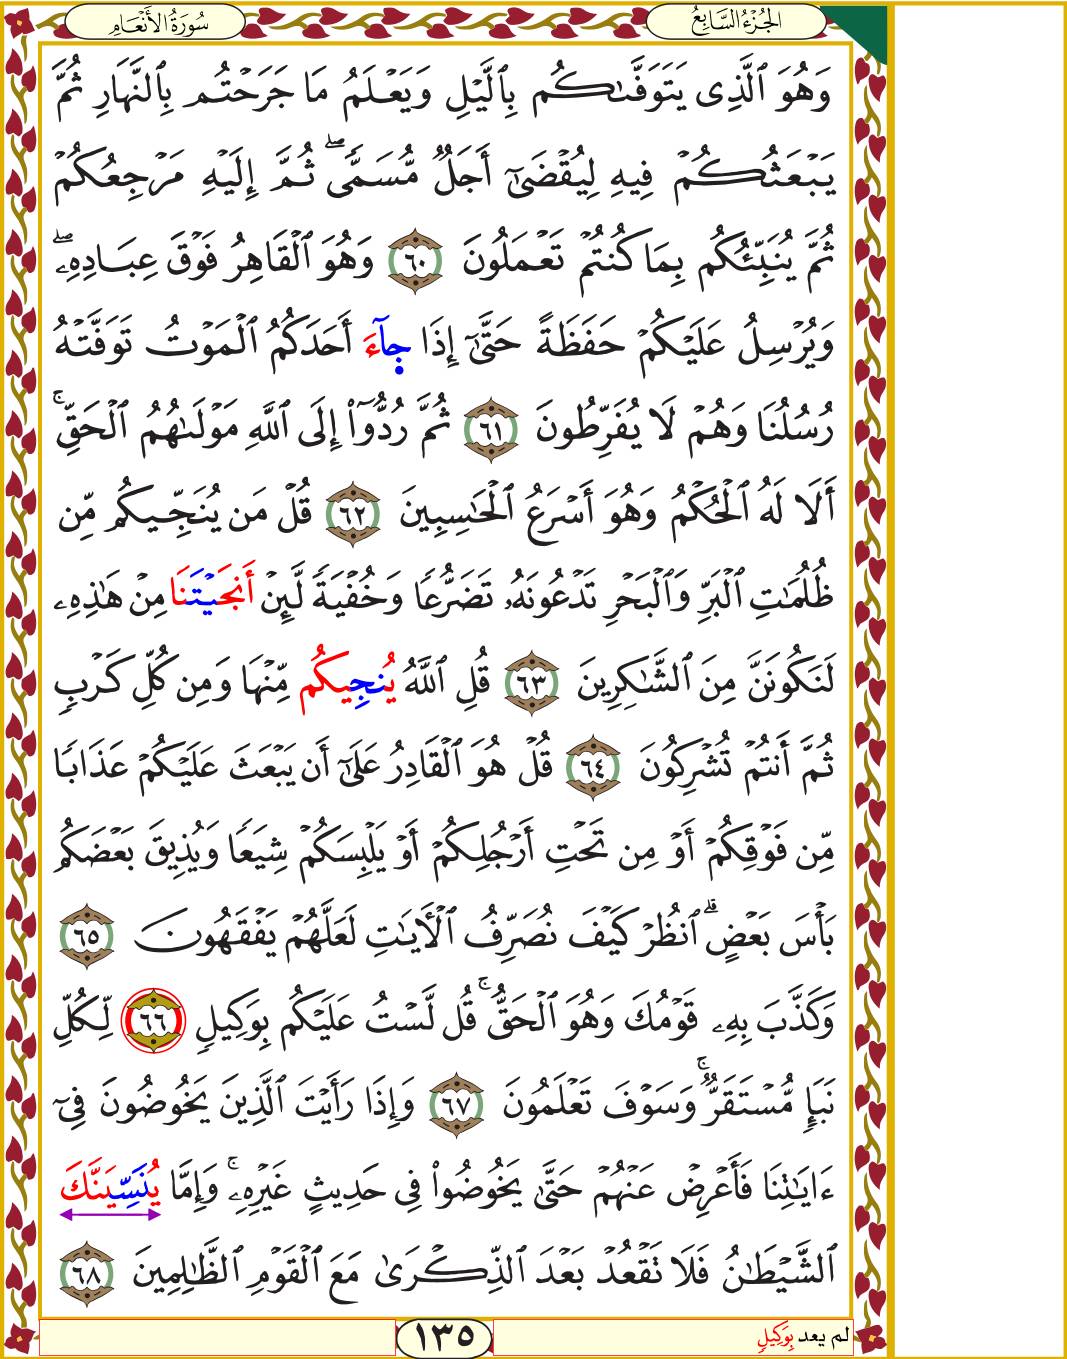 سُورَةُ الأَنْعَامِ
الجُزْءُ السَّابِعُ
وَهُوَ ٱلَّذِى يَتَوَفَّىٰكُم بِٱلَّيْلِ وَيَعْلَمُ مَا جَرَحْتُم بِٱلنَّهَارِ ثُمَّ
يَبْعَثُكُمْ فِيهِ لِيُقْضَىٰٓ أَجَلٌ مُّسَمًّى ۖ ثُمَّ إِلَيْهِ مَرْجِعُكُمْ
ثُمَّ يُنَبِّئُكُم بِمَا كُنتُمْ تَعْمَلُونَ ٦٠ وَهُوَ ٱلْقَاهِرُ فَوْقَ عِبَادِهِۦ ۖ
وَيُرْسِلُ عَلَيْكُمْ حَفَظَةً حَتَّىٰٓ إِذَا جَآءَ أَحَدَكُمُ ٱلْمَوْتُ تَوَفَّتْهُ
رُسُلُنَا وَهُمْ لَا يُفَرِّطُونَ ٦١ ثُمَّ رُدُّوٓا۟ إِلَى ٱللَّهِ مَوْلَىٰهُمُ ٱلْحَقِّ ۚ
أَلَا لَهُ ٱلْحُكْمُ وَهُوَ أَسْرَعُ ٱلْحَٰسِبِينَ ٦٢ قُلْ مَن يُنَجِّيكُم مِّن
ظُلُمَٰتِ ٱلْبَرِّ وَٱلْبَحْرِ تَدْعُونَهُۥ تَضَرُّعًا وَخُفْيَةً لَّئِنْ أَنجَيْتَنَا مِنْ هَٰذِهِۦ
لَنَكُونَنَّ مِنَ ٱلشَّٰكِرِينَ ٦٣ قُلِ ٱللَّهُ يُنجِيكُم مِّنْهَا وَمِن كُلِّ كَرْبٍ
ثُمَّ أَنتُمْ تُشْرِكُونَ ٦٤ قُلْ هُوَ ٱلْقَادِرُ عَلَىٰٓ أَن يَبْعَثَ عَلَيْكُمْ عَذَابًا
مِّن فَوْقِكُمْ أَوْ مِن تَحْتِ أَرْجُلِكُمْ أَوْ يَلْبِسَكُمْ شِيَعًا وَيُذِيقَ بَعْضَكُم
بَأْسَ بَعْضٍ ۗ ٱنظُرْ كَيْفَ نُصَرِّفُ ٱلْءَايَٰتِ لَعَلَّهُمْ يَفْقَهُونَ ٦٥
وَكَذَّبَ بِهِۦ قَوْمُكَ وَهُوَ ٱلْحَقُّ ۚ قُل لَّسْتُ عَلَيْكُم بِوَكِيلٍ ٦٦ لِّكُلِّ
نَبَإٍ مُّسْتَقَرٌّ ۚ وَسَوْفَ تَعْلَمُونَ ٦٧ وَإِذَا رَأَيْتَ ٱلَّذِينَ يَخُوضُونَ فِىٓ
ءَايَٰتِنَا فَأَعْرِضْ عَنْهُمْ حَتَّىٰ يَخُوضُوا۟ فِى حَدِيثٍ غَيْرِهِۦ ۚ وَإِمَّا يُنَسِّيَنَّكَ
ٱلشَّيْطَٰنُ فَلَا تَقْعُدْ بَعْدَ ٱلذِّكْرَىٰ مَعَ ٱلْقَوْمِ ٱلظَّٰلِمِينَ ٦٨
لم يعد بِوَكِيلٍ
١٣٥